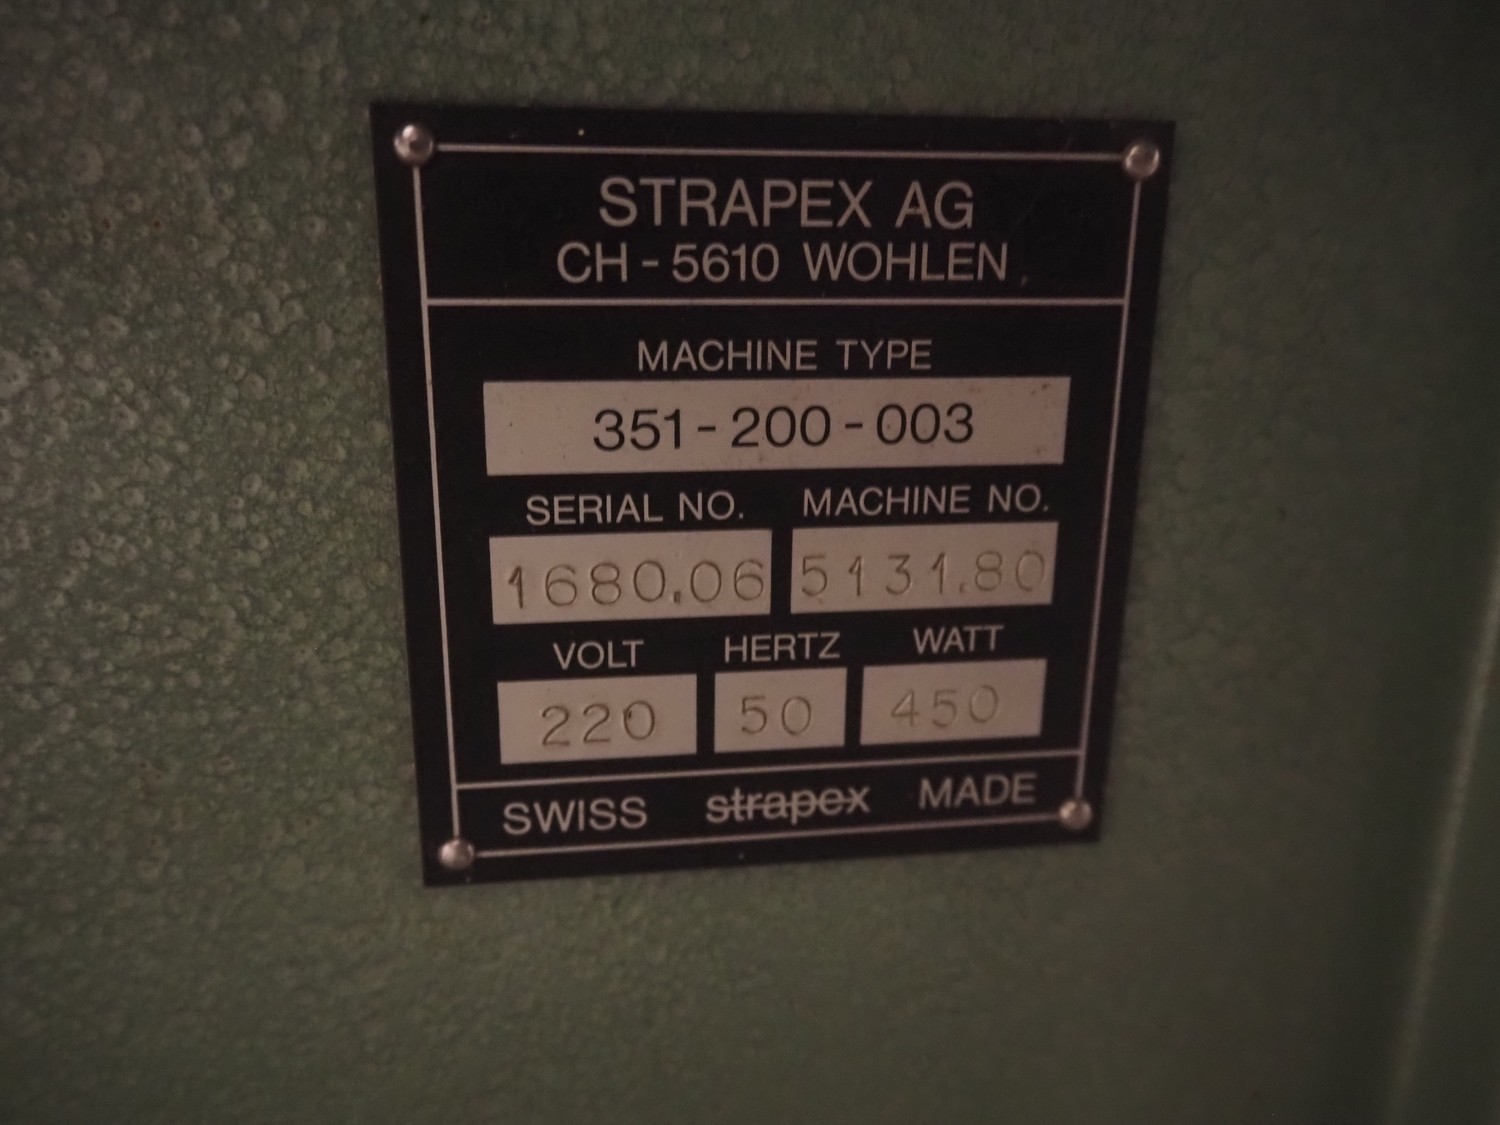 STRAPEX AG
CH - 5610 WOHLEN
MACHINE TYPE
351 - 200 - 003
SERIAL NO. MACHINE NO.
1680.06 5131.80
VOLT HERTZ WATT
220 50 450
SWISS strapex MADE